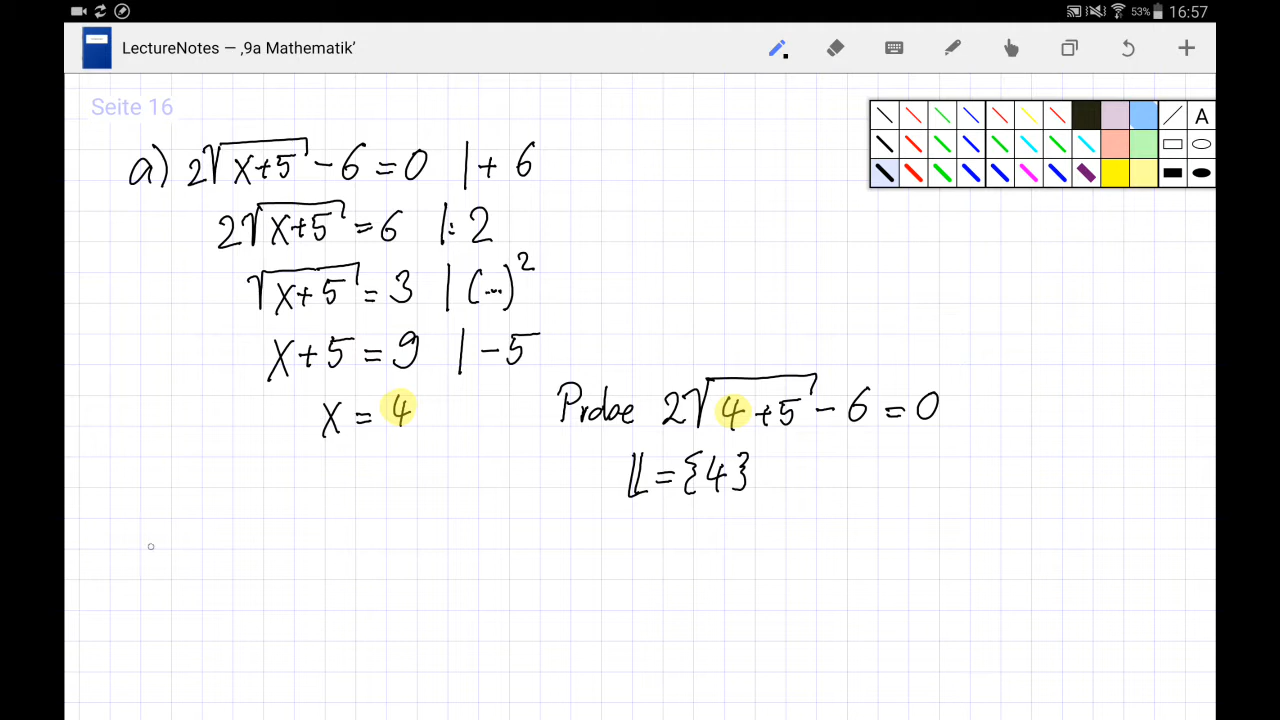 53% 16:57
LectureNotes – ‚9a Mathematik’
Seite 16
A
a) 2√(x+5) - 6 = 0 | + 6
2√(x+5) = 6 |: 2
√(x+5) = 3 | (...)²
x + 5 = 9 | - 5
x = 4
Probe 2√(4+5) - 6 = 0
𝕃 = {4}